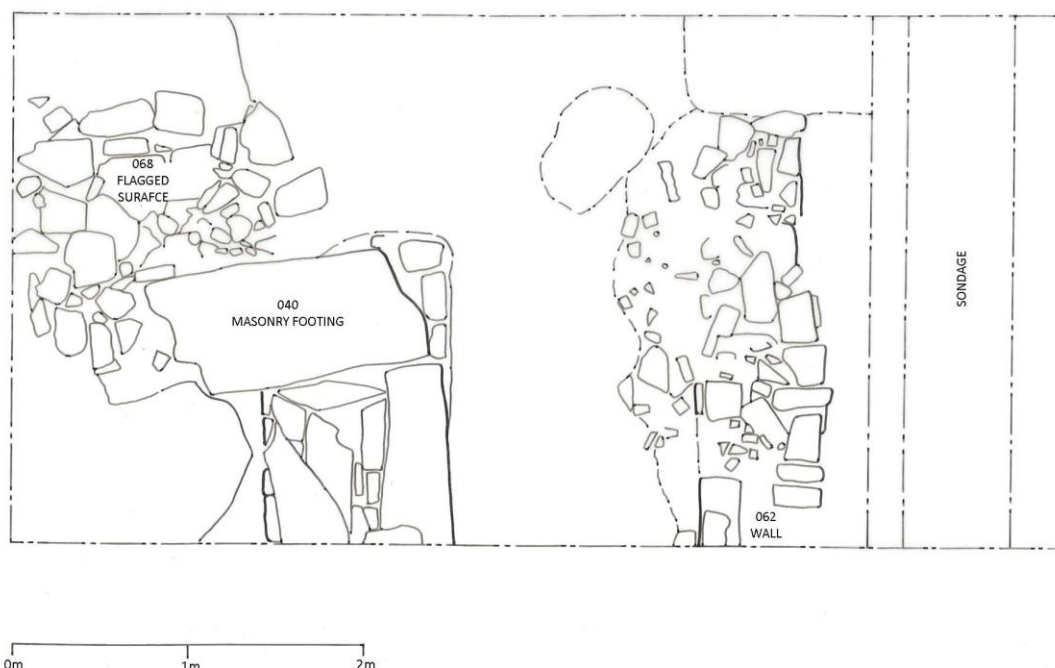 068
FLAGGED
SURAFCE
040
MASONRY FOOTING
SONDAGE
062
WALL
0m
1m
2m